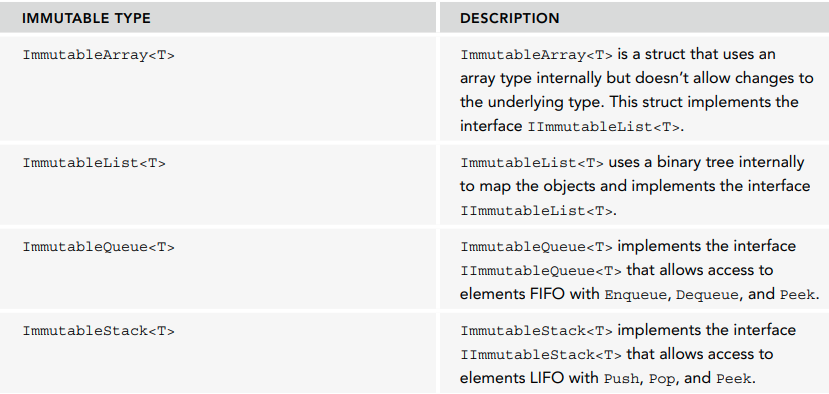 IMMUTABLE TYPE DESCRIPTION
ImmutableArray<T> ImmutableArray<T> is a struct that uses an
array type internally but doesn’t allow changes to
the underlying type. This struct implements the
interface IImmutableList<T>.
ImmutableList<T> ImmutableList<T> uses a binary tree internally
to map the objects and implements the interface
IImmutableList<T>.
ImmutableQueue<T> ImmutableQueue<T> implements the interface
IImmutableQueue<T> that allows access to
elements FIFO with Enqueue, Dequeue, and Peek.
ImmutableStack<T> ImmutableStack<T> implements the interface
IImmutableStack<T> that allows access to
elements LIFO with Push, Pop, and Peek.